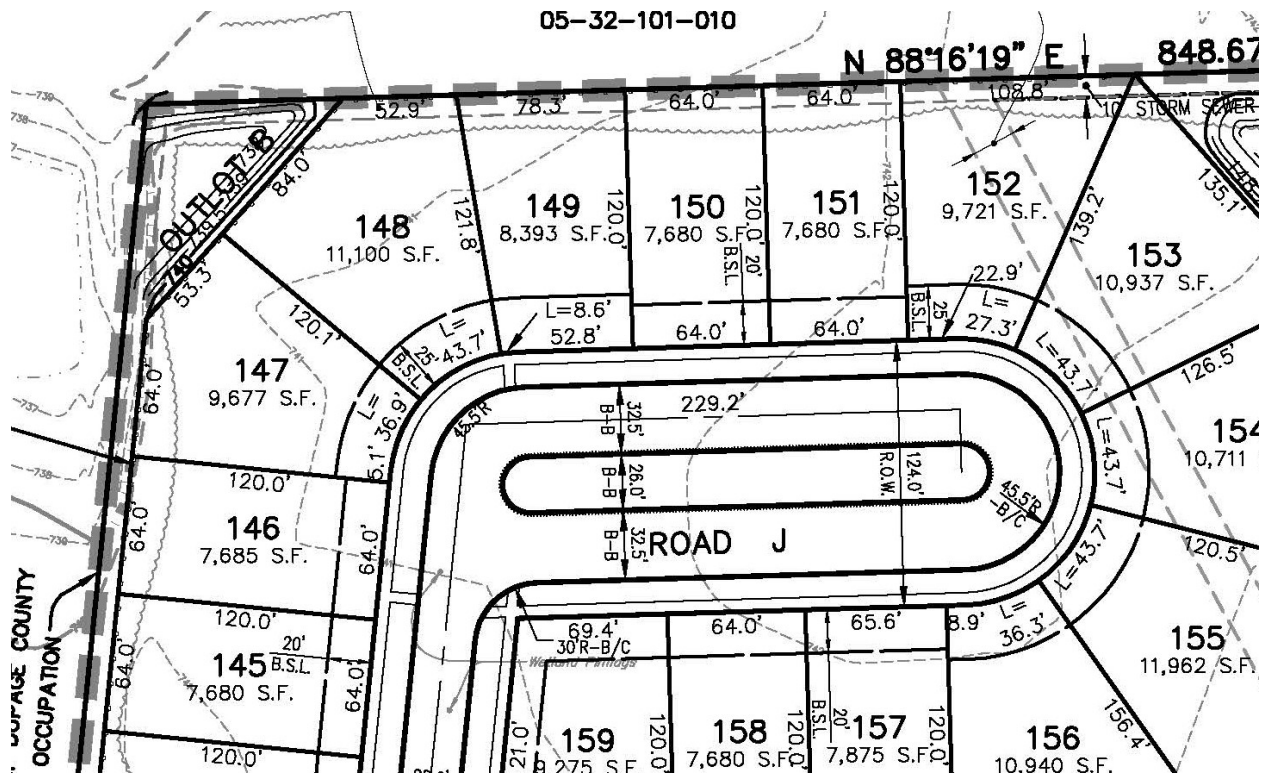 05-32-101-010
N 88°16'19" E 848.67
52.9'
78.3'
64.0'
64.0'
108.8'
10' STORM SEWER
OUTLOT B
84.0'
53.3'
148
11,100 S.F.
121.8'
149
8,393 S.F.
120.0'
150
7,680 S.F.
120.0'
20'
B.S.L.
151
7,680 S.F.
120.0'
152
9,721 S.F.
139.2'
135.1'
153
10,937 S.F.
22.9'
L=
27.3'
25'
B.S.L.
L=8.6'
52.8'
64.0'
64.0'
L=
43.7'
25'
B.S.L.
120.1'
147
9,677 S.F.
64.0'
L=
36.9'
5.1'
45.5'R
229.2'
32.5'
B-B
26.0'
B-B
32.5'
B-B
124.0'
R.O.W.
45.5'R
-B/C
L=43.7'
L=43.7'
L=43.7'
126.5'
154
10,711
120.5'
ROAD J
120.0'
146
7,685 S.F.
64.0'
64.0'
120.0'
145
7,680 S.F.
20'
B.S.L.
64.0'
64.0'
120.0'
DUPAGE COUNTY
OCCUPATION
69.4'
30'R-B/C
Wetland Plantings
64.0'
65.6'
8.9'
L=
36.3'
155
11,962 S.F.
156.4'
21.0'
159
9,275 S.F.
120.0'
158
7,680 S.F.
120.0'
20'
B.S.L.
157
7,875 S.F.
120.0'
156
10,940 S.F.